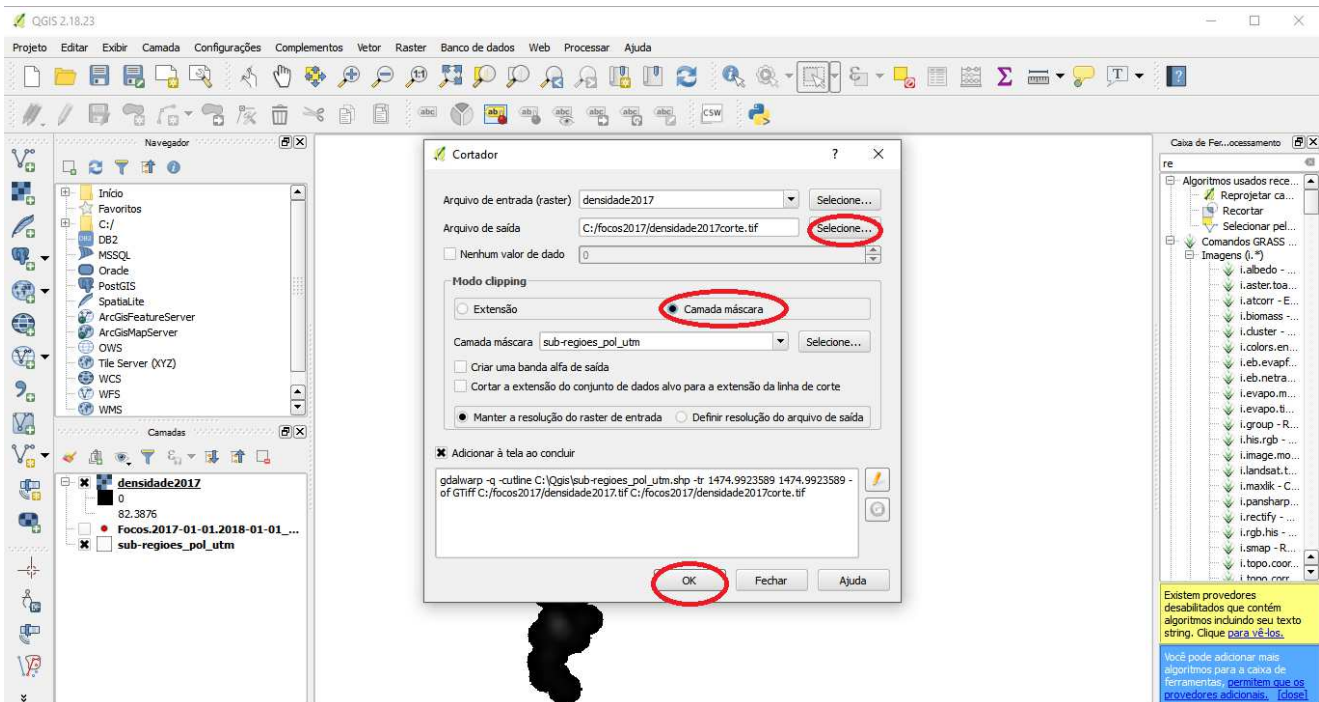 QGIS 2.18.23
Projeto Editar Exibir Camada Configurações Complementos Vetor Raster Banco de dados Web Processar Ajuda
CSW
Navegador
Início
Favoritos
C:/
DB2
MSSQL
Oracle
PostGIS
SpatiaLite
ArcGisFeatureServer
ArcGisMapServer
OWS
Tile Server (XYZ)
WCS
WFS
WMS
Camadas
densidade2017
0
82.3876
Focos.2017-01-01.2018-01-01_...
sub-regioes_pol_utm
Cortador
Arquivo de entrada (raster) densidade2017 Selecione...
Arquivo de saída C:/focos2017/densidade2017corte.tif Selecione...
Nenhum valor de dado 0
Modo clipping
Extensão Camada máscara
Camada máscara sub-regioes_pol_utm Selecione...
Criar uma banda alfa de saída
Cortar a extensão do conjunto de dados alvo para a extensão da linha de corte
Manter a resolução do raster de entrada Definir resolução do arquivo de saída
Adicionar à tela ao concluir
gdalwarp -q -cutline C:\Qgis\sub-regioes_pol_utm.shp -tr 1474.9923589 1474.9923589 -
of GTiff C:/focos2017/densidade2017.tif C:/focos2017/densidade2017corte.tif
OK Fechar Ajuda
Caixa de Fer...ocessamento
re
Algoritmos usados rece...
Reprojetar ca...
Recortar
Selecionar pel...
Comandos GRASS ...
Imagens (i.*)
i.albedo - ...
i.aster.toa...
i.atcorr - E...
i.biomass -...
i.cluster - ...
i.colors.en...
i.eb.evapf...
i.eb.netra...
i.evapo.m...
i.evapo.ti...
i.group - R...
i.his.rgb - ...
i.image.mo...
i.landsat.t...
i.maxlik - C...
i.pansharp...
i.rectify - ...
i.rgb.his - ...
i.smap - R...
i.topo.coor...
Existem provedores
desabilitados que contém
algoritmos incluindo seu texto
string. Clique para vê-los.
Você pode adicionar mais
algoritmos para a caixa de
ferramentas, permitem que os
provedores adicionais. [close]